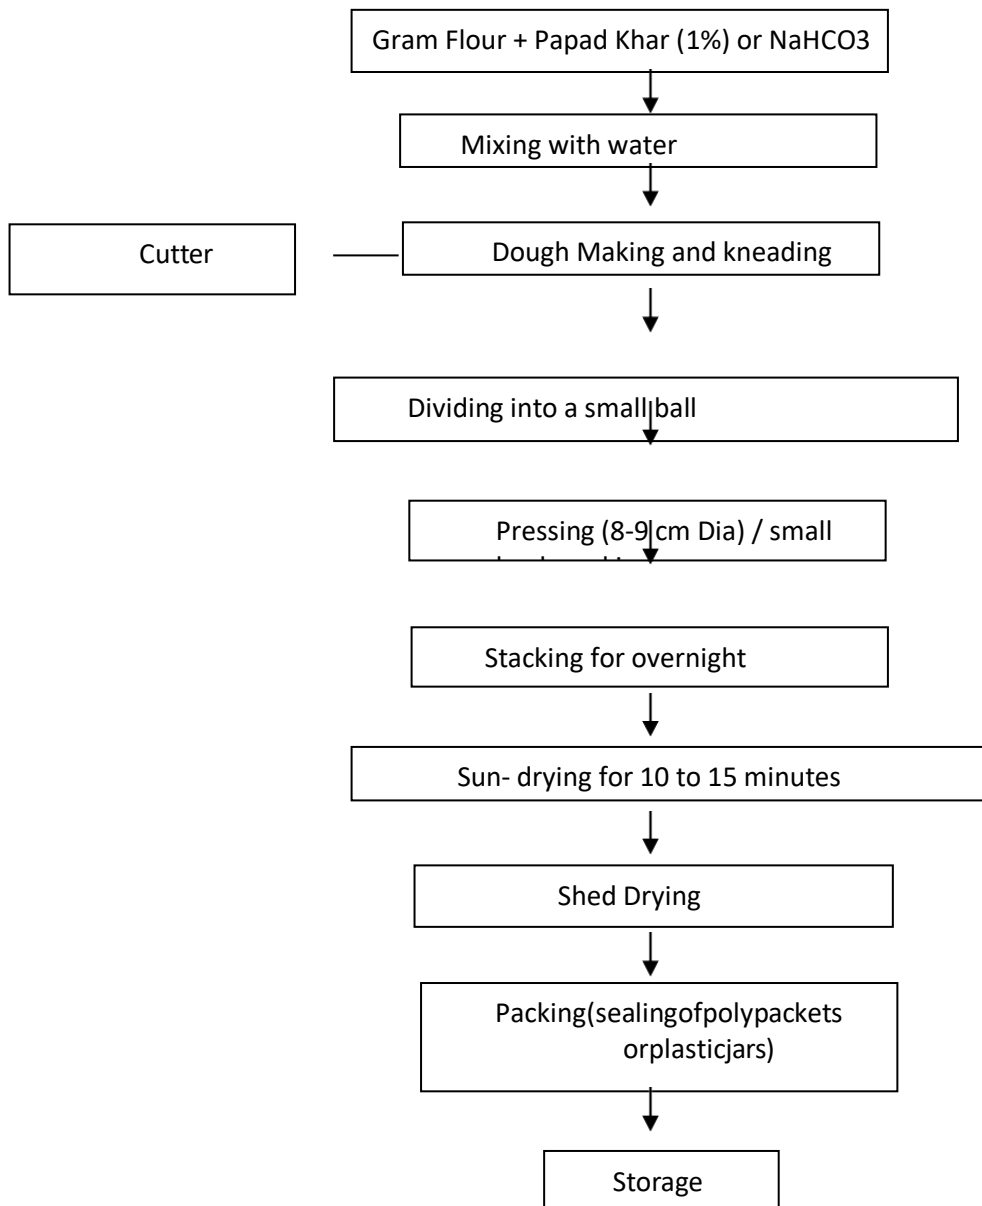 Gram Flour + Papad Khar (1%) or NaHCO3
Mixing with water
Cutter
Dough Making and kneading
Dividing into a small ball
Pressing (8-9 cm Dia) / small
Stacking for overnight
Sun- drying for 10 to 15 minutes
Shed Drying
Packing(sealingofpolypackets
orplasticjars)
Storage